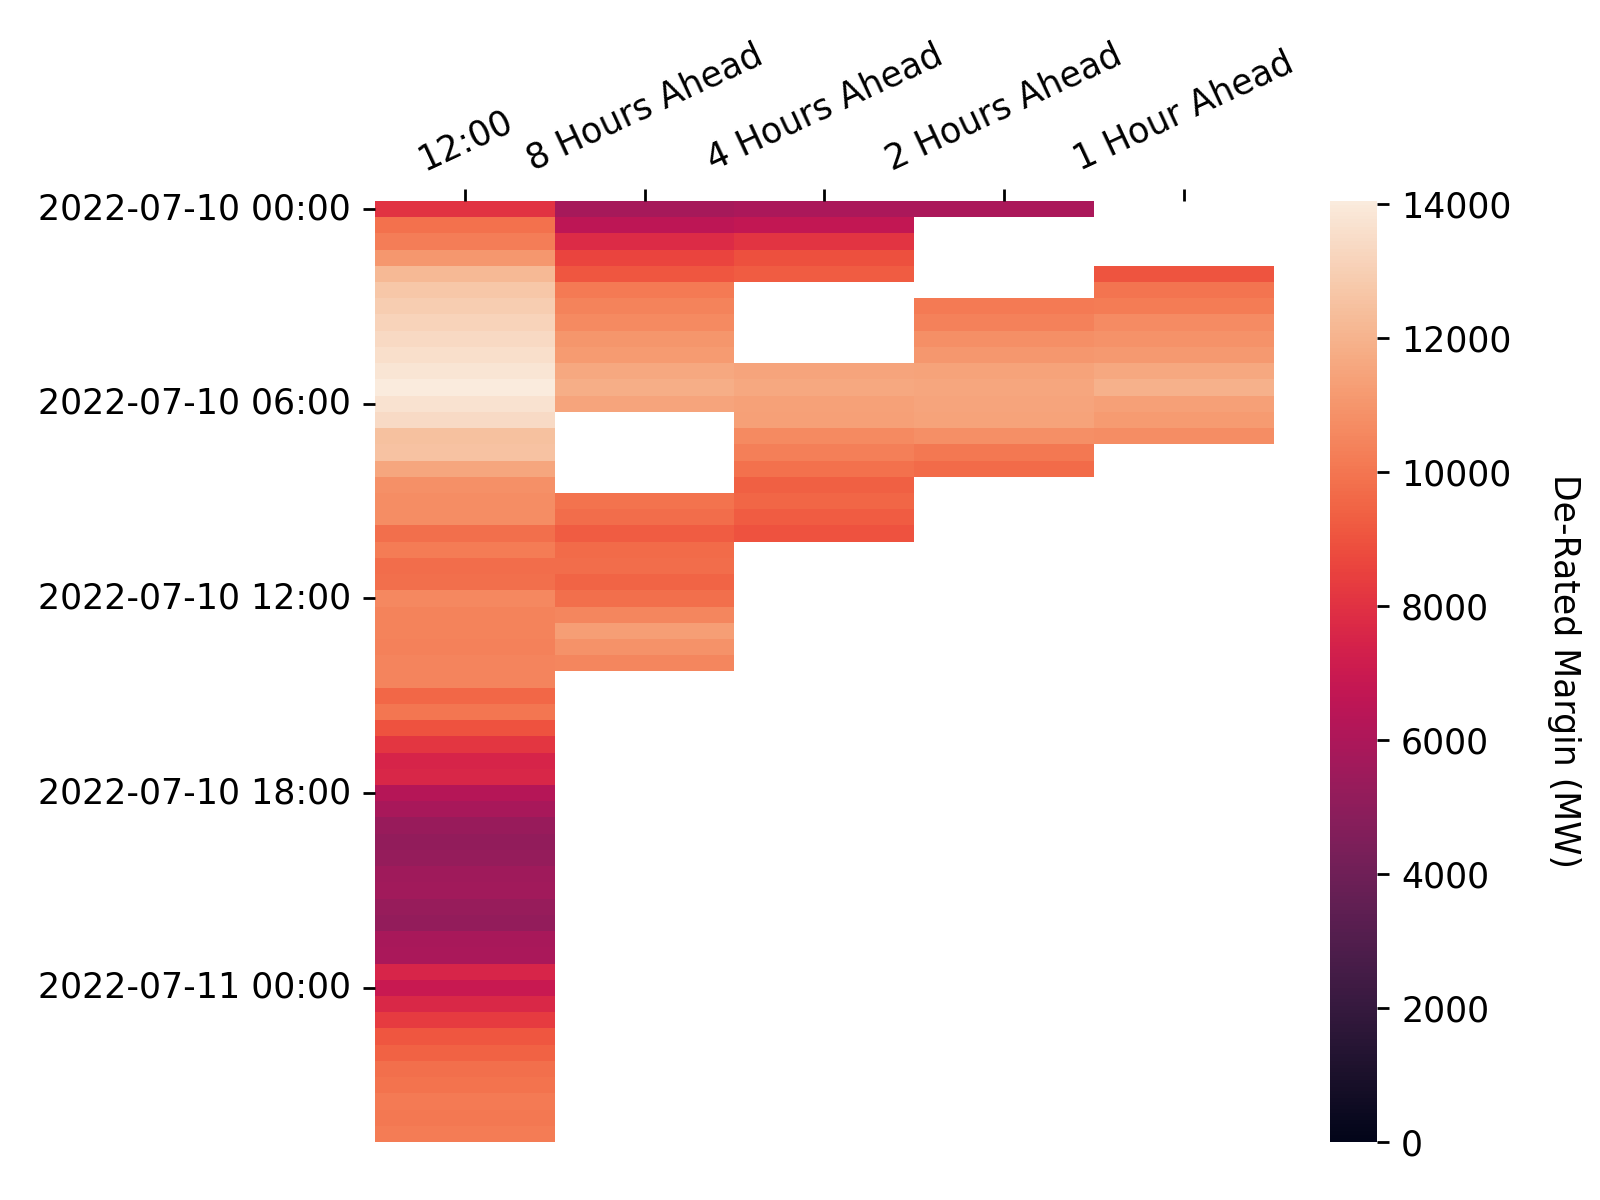 12:00
8 Hours Ahead
4 Hours Ahead
2 Hours Ahead
1 Hour Ahead
2022-07-10 00:00
2022-07-10 06:00
2022-07-10 12:00
2022-07-10 18:00
2022-07-11 00:00
14000
12000
10000
8000
6000
4000
2000
0
De-Rated Margin (MW)